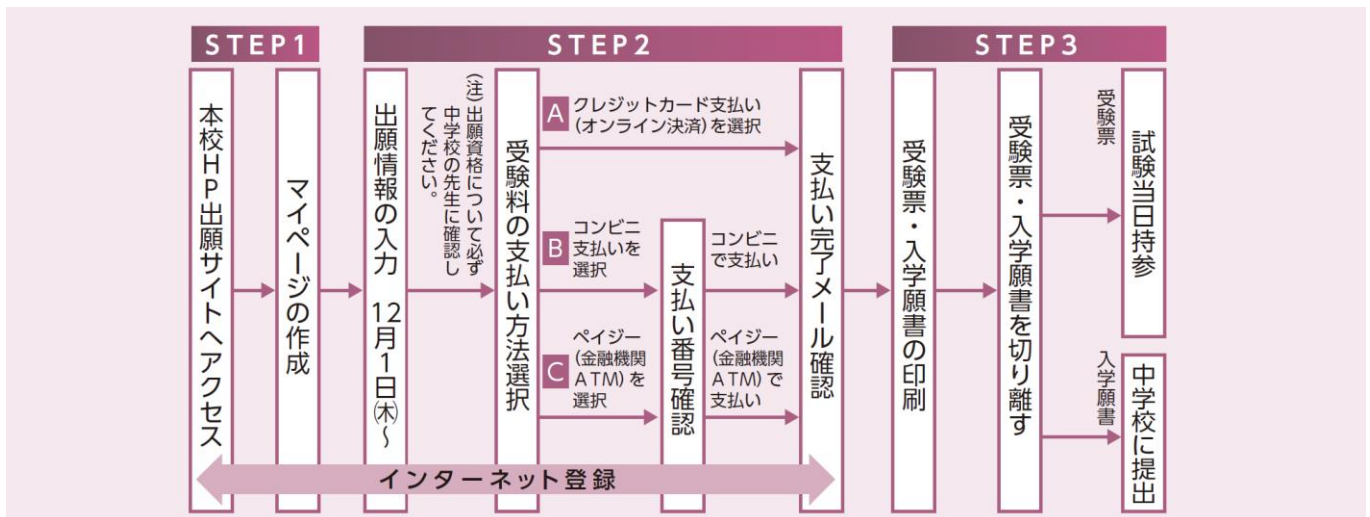 STEP1
本校HP出願サイトへアクセス
マイページの作成
STEP2
出願情報の入力 12月1日㈭〜
(注)出願資格について必ず
中学校の先生に確認し
てください。
受験料の支払い方法選択
A
クレジットカード支払い
(オンライン決済)を選択
B
コンビニ
支払いを
選択
C
ペイジー
(金融機関
ATM)を
選択
支払い番号確認
コンビニ
で支払い
ペイジー
(金融機関
ATM)で
支払い
支払い完了メール確認
インターネット登録
STEP3
受験票・入学願書の印刷
受験票・入学願書を切り離す
受験票
試験当日持参
入学願書
中学校に提出